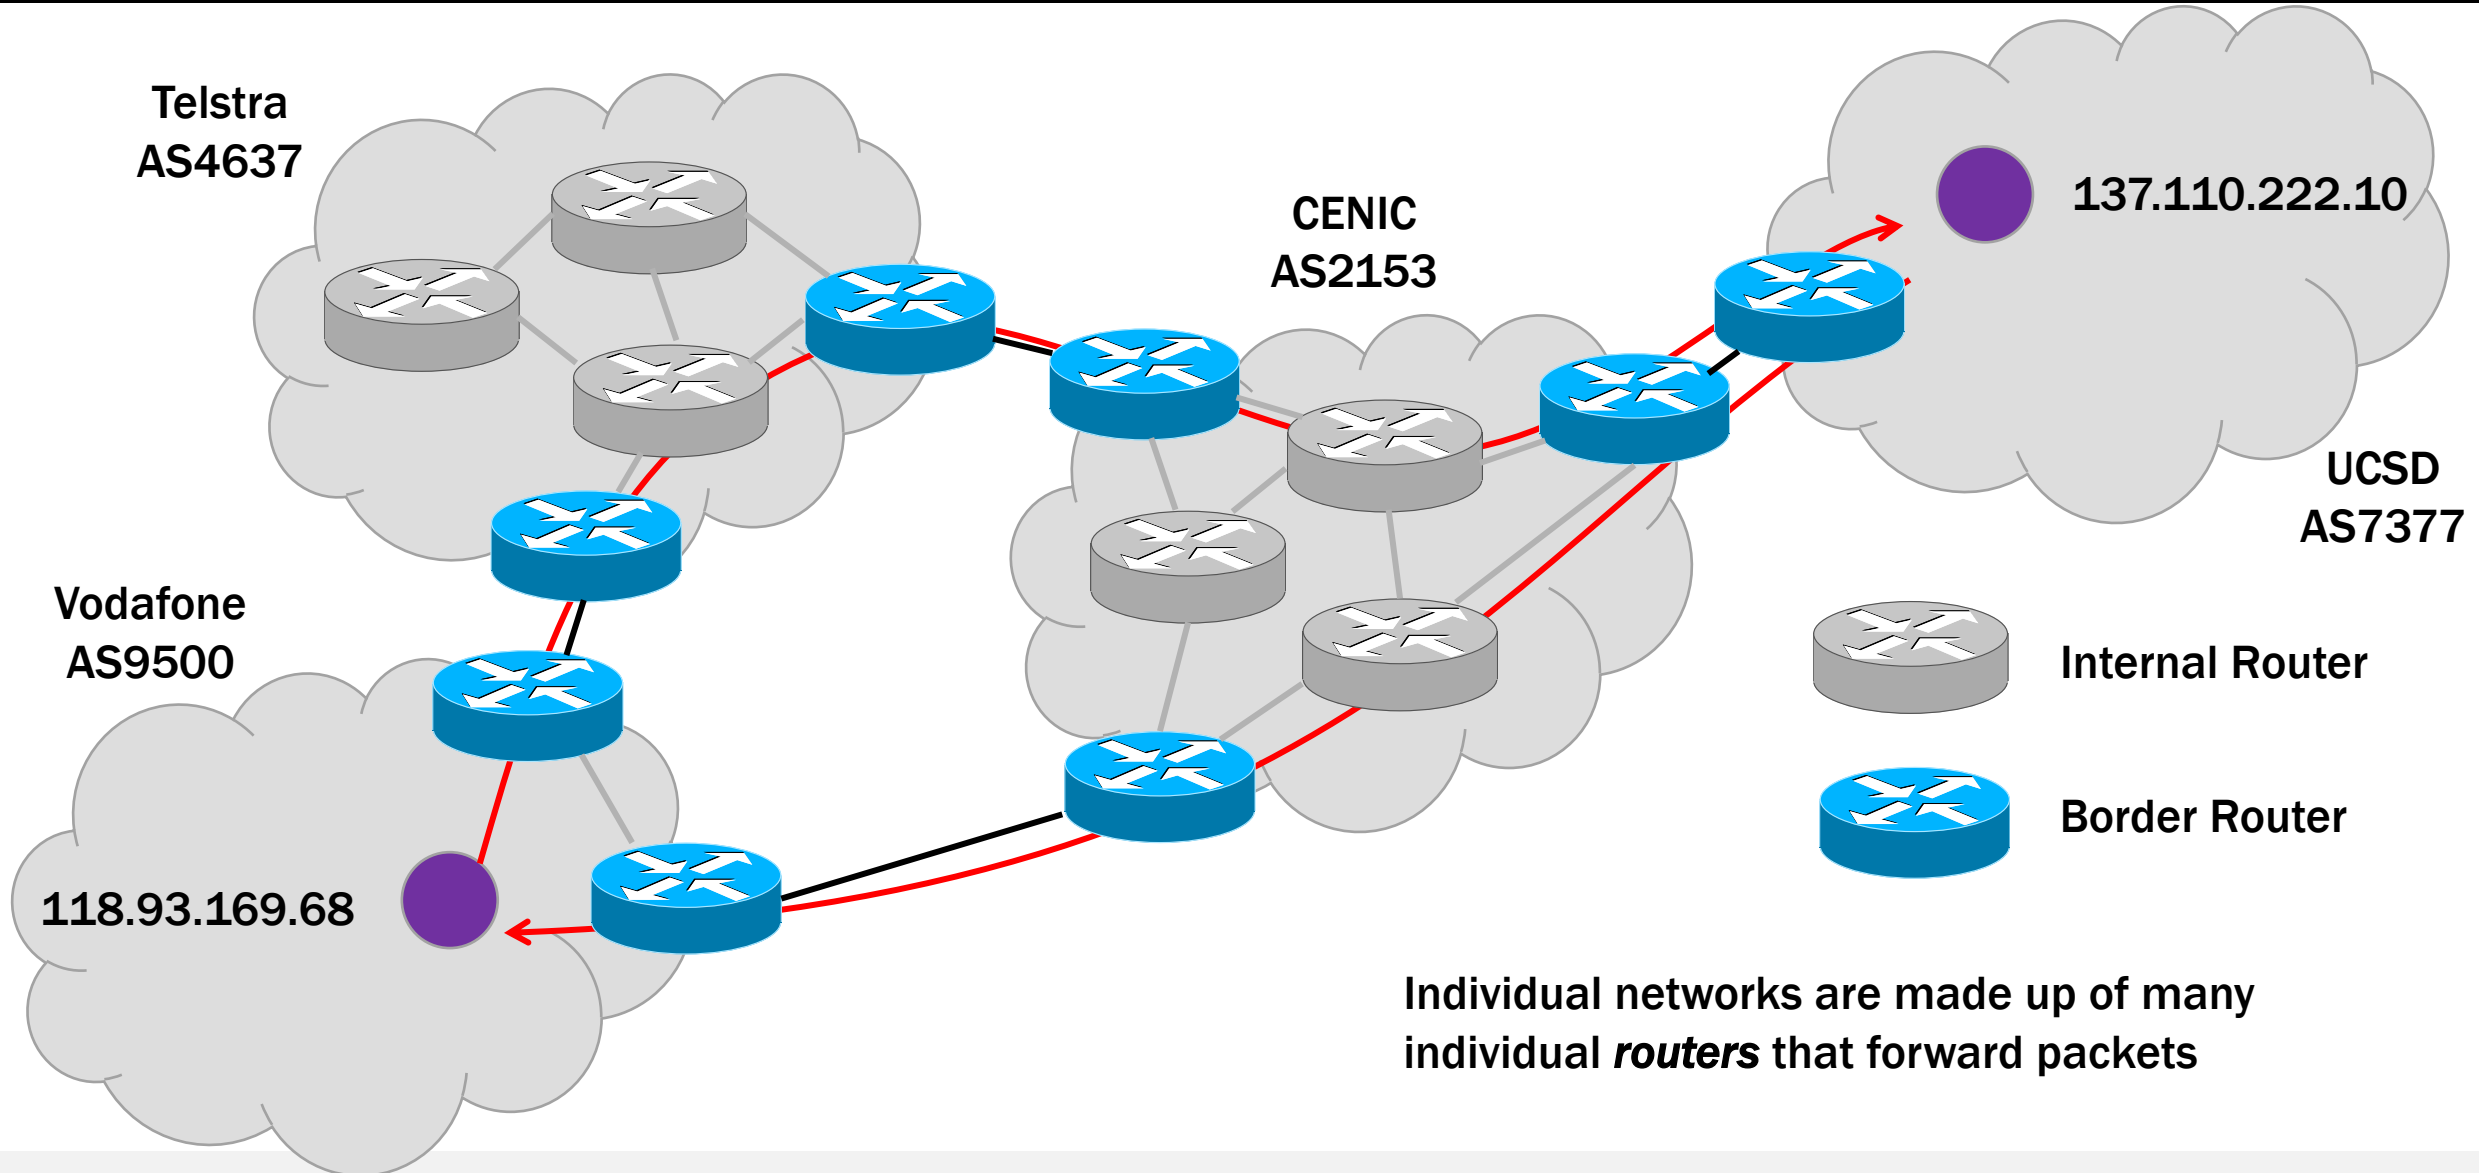 Telstra
AS4637
CENIC
AS2153
137.110.222.10
UCSD
AS7377
Vodafone
AS9500
118.93.169.68
Internal Router
Border Router
Individual networks are made up of many
individual routers that forward packets